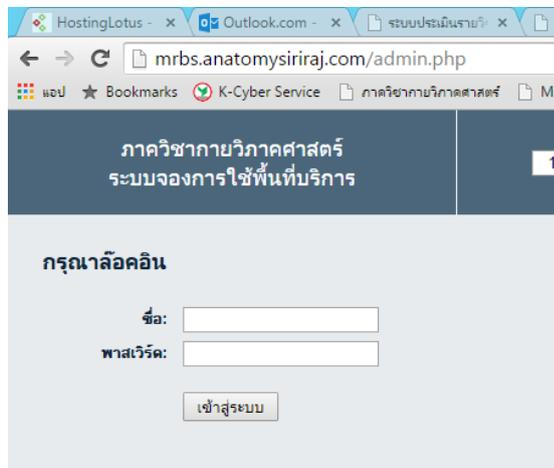 HostingLotus -
Outlook.com -
ระบบประเมินรายวิ
mrbs.anatomysiriraj.com/admin.php
แอป Bookmarks K-Cyber Service ภาควิชากายวิภาคศาสตร์ M
ภาควิชากายวิภาคศาสตร์
ระบบจองการใช้พื้นที่บริการ
1
กรุณาล๊อคอิน
ชื่อ:
พาสเวิร์ด:
เข้าสู่ระบบ